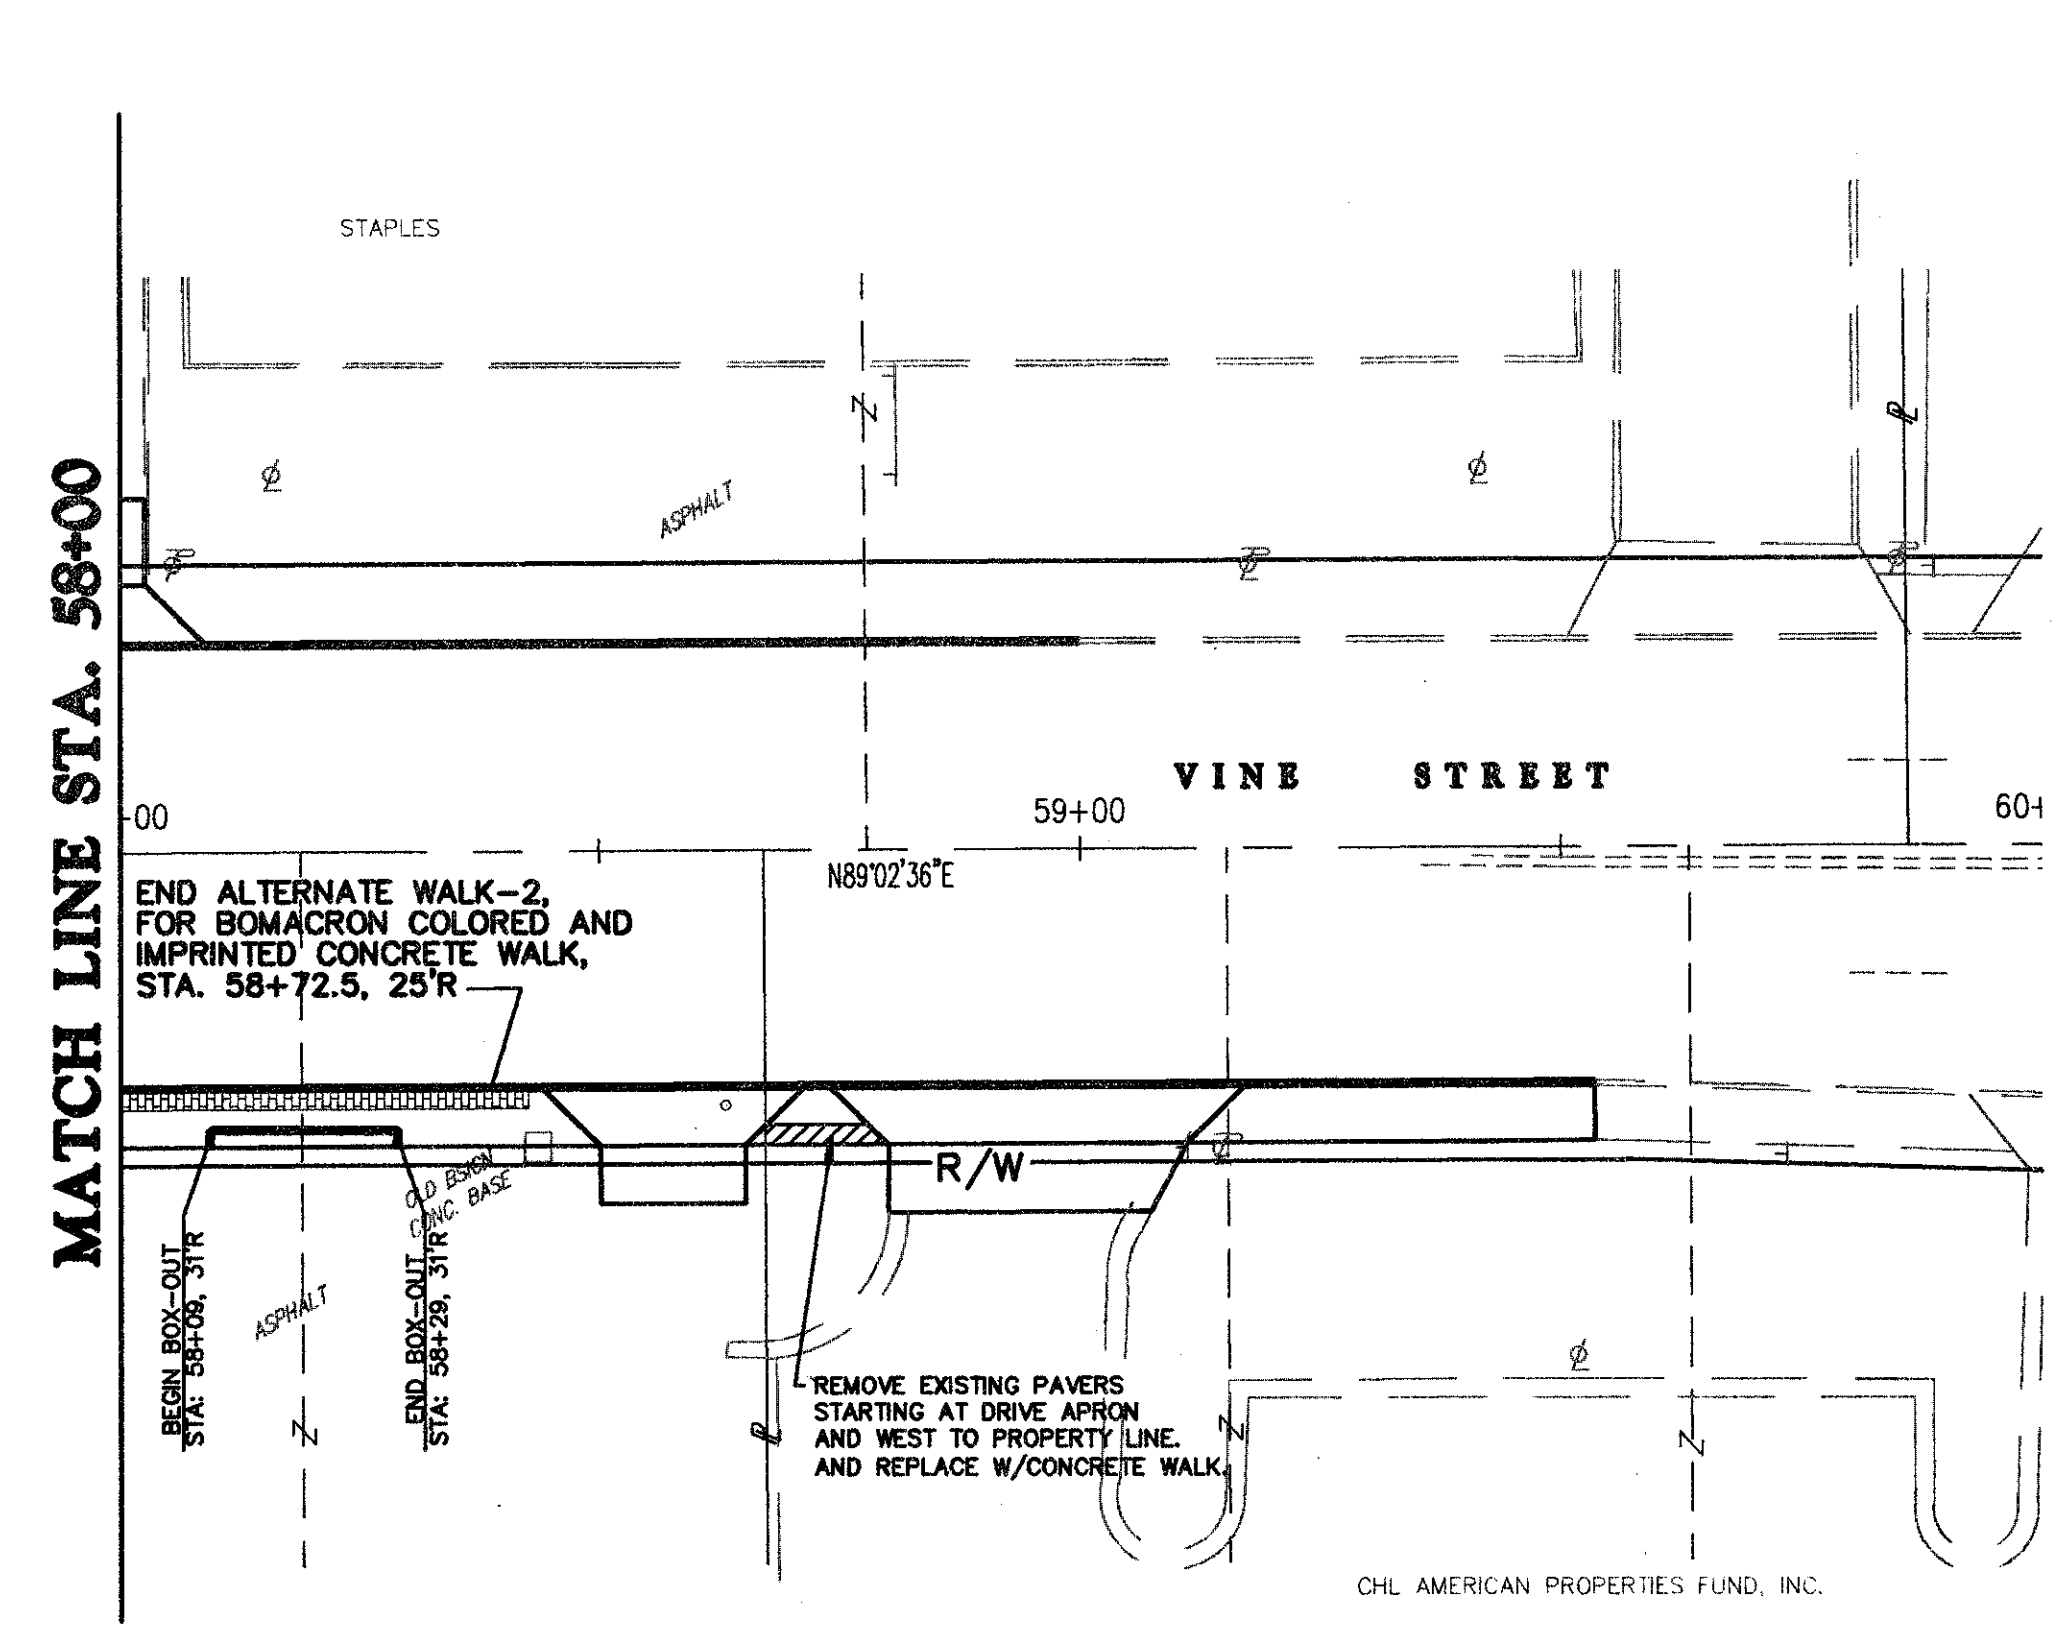 STAPLES
ASPHALT
MATCH LINE STA. 58+00
VINE STREET
-00
59+00
60+
N89°02'36"E
END ALTERNATE WALK-2,
FOR BOMACRON COLORED AND
IMPRINTED CONCRETE WALK,
STA. 58+72.5, 25'R
R/W
OLD BSIGN
CONC. BASE
BEGIN BOX-OUT
STA: 58+09, 31'R
ASPHALT
END BOX-OUT
STA: 58+29, 31'R
REMOVE EXISTING PAVERS
STARTING AT DRIVE APRON
AND WEST TO PROPERTY LINE.
AND REPLACE W/CONCRETE WALK.
CHL AMERICAN PROPERTIES FUND, INC.